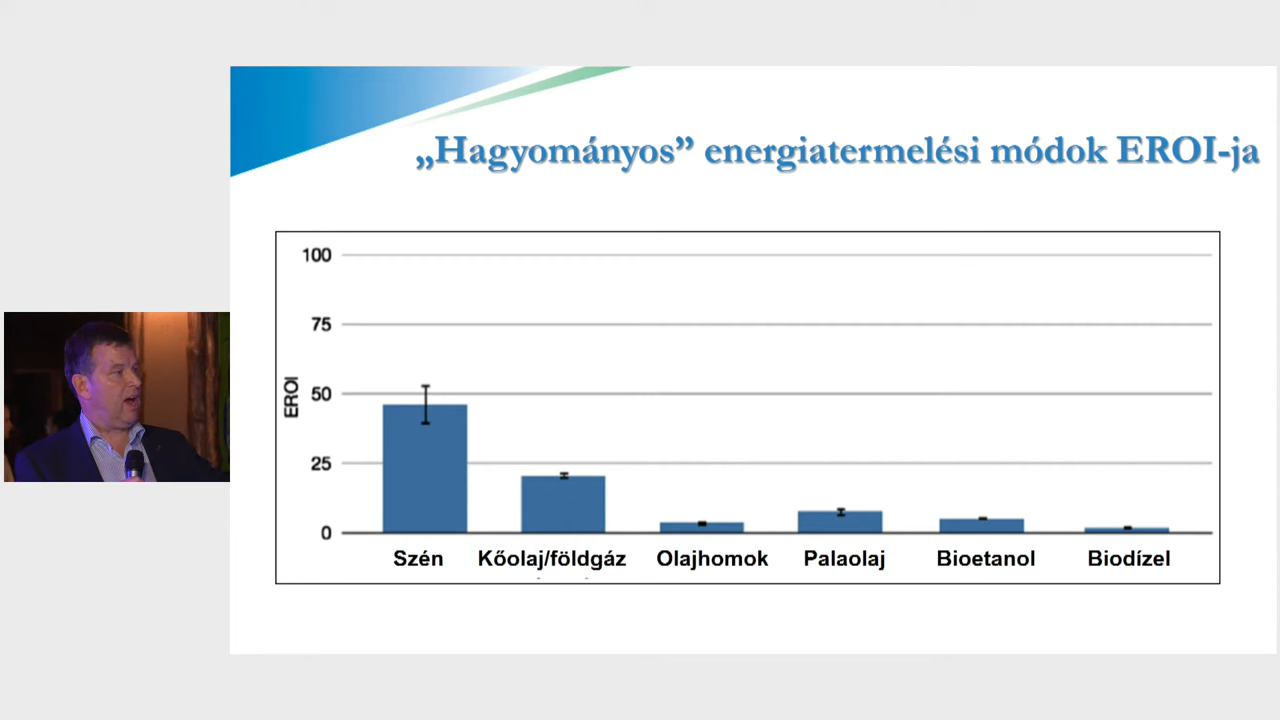 „Hagyományos” energiatermelési módok EROI-ja
100
75
50
25
0
EROI
Szén Kőolaj/földgáz Olajhomok Palaolaj Bioetanol Biodízel